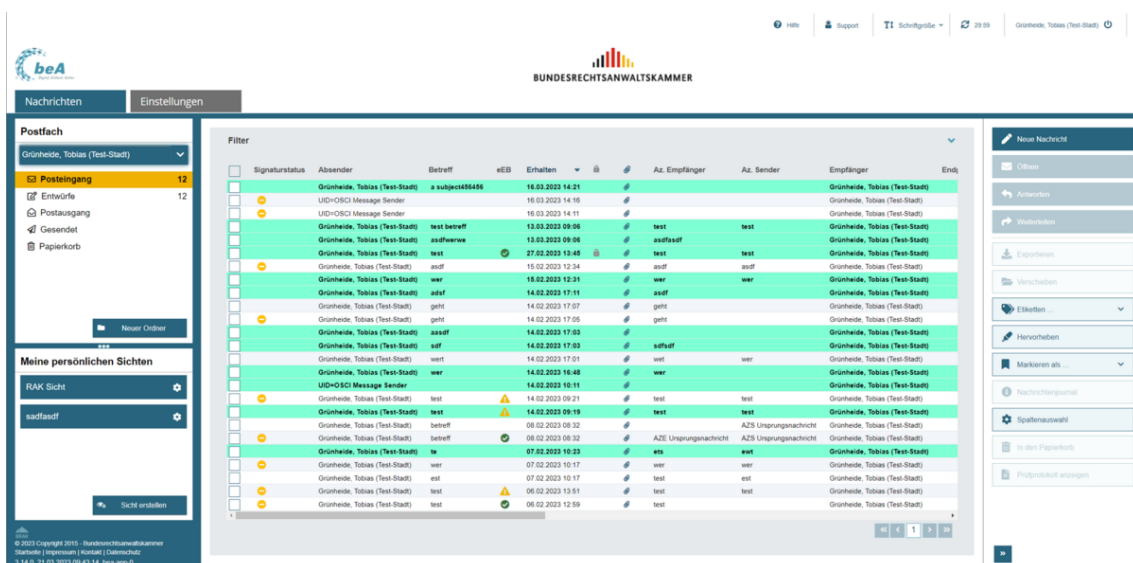 Hilfe Support Schriftgröße 29:59 Grünheide, Tobias (Test-Stadt)
beA
BUNDESRECHTSANWALTSKAMMER
Nachrichten Einstellungen
Postfach
Grünheide, Tobias (Test-Stadt)
Posteingang 12
Entwürfe 12
Postausgang
Gesendet
Papierkorb
Neuer Ordner
Meine persönlichen Sichten
RAK Sicht
sadfasdf
Sicht erstellen
© 2023 Copyright 2015 - Bundesrechtsanwaltskammer
Startseite | Impressum | Kontakt | Datenschutz
Filter
Signaturstatus Absender Betreff eEB Erhalten Az. Empfänger Az. Sender Empfänger
Grünheide, Tobias (Test-Stadt) a subject456456 16.03.2023 14:21 Grünheide, Tobias (Test-Stadt)
UID=OSCI Message Sender 16.03.2023 14:16 Grünheide, Tobias (Test-Stadt)
UID=OSCI Message Sender 16.03.2023 14:11 Grünheide, Tobias (Test-Stadt)
Grünheide, Tobias (Test-Stadt) test betreff 13.03.2023 09:06 test test Grünheide, Tobias (Test-Stadt)
Grünheide, Tobias (Test-Stadt) asdfwerwe 13.03.2023 09:06 asdfasdf Grünheide, Tobias (Test-Stadt)
Grünheide, Tobias (Test-Stadt) test 27.02.2023 13:45 test test Grünheide, Tobias (Test-Stadt)
Grünheide, Tobias (Test-Stadt) asdf 15.02.2023 12:34 asdf asdf Grünheide, Tobias (Test-Stadt)
Grünheide, Tobias (Test-Stadt) wer 15.02.2023 12:31 wer wer Grünheide, Tobias (Test-Stadt)
Grünheide, Tobias (Test-Stadt) adsf 14.02.2023 17:11 asdf Grünheide, Tobias (Test-Stadt)
Grünheide, Tobias (Test-Stadt) geht 14.02.2023 17:07 geht Grünheide, Tobias (Test-Stadt)
Grünheide, Tobias (Test-Stadt) geht 14.02.2023 17:05 geht Grünheide, Tobias (Test-Stadt)
Grünheide, Tobias (Test-Stadt) aasdf 14.02.2023 17:03 Grünheide, Tobias (Test-Stadt)
Grünheide, Tobias (Test-Stadt) sdf 14.02.2023 17:03 sdfsdf Grünheide, Tobias (Test-Stadt)
Grünheide, Tobias (Test-Stadt) wert 14.02.2023 17:01 wet wer Grünheide, Tobias (Test-Stadt)
Grünheide, Tobias (Test-Stadt) wer 14.02.2023 16:48 wer Grünheide, Tobias (Test-Stadt)
UID=OSCI Message Sender 14.02.2023 10:11 Grünheide, Tobias (Test-Stadt)
Grünheide, Tobias (Test-Stadt) test 14.02.2023 09:21 test test Grünheide, Tobias (Test-Stadt)
Grünheide, Tobias (Test-Stadt) test 14.02.2023 09:19 test test Grünheide, Tobias (Test-Stadt)
Grünheide, Tobias (Test-Stadt) betreff 08.02.2023 08:32 AZS Ursprungsnachricht Grünheide, Tobias (Test-Stadt)
Grünheide, Tobias (Test-Stadt) betreff 08.02.2023 08:32 AZE Ursprungsnachricht AZS Ursprungsnachricht Grünheide, Tobias (Test-Stadt)
Grünheide, Tobias (Test-Stadt) te 07.02.2023 10:23 ets ewt Grünheide, Tobias (Test-Stadt)
Grünheide, Tobias (Test-Stadt) wer 07.02.2023 10:17 wer wer Grünheide, Tobias (Test-Stadt)
Grünheide, Tobias (Test-Stadt) est 07.02.2023 10:17 test est Grünheide, Tobias (Test-Stadt)
Grünheide, Tobias (Test-Stadt) test 06.02.2023 13:51 test test Grünheide, Tobias (Test-Stadt)
Grünheide, Tobias (Test-Stadt) test 06.02.2023 12:59 test Grünheide, Tobias (Test-Stadt)
1
Neue Nachricht
Öffnen
Antworten
Weiterleiten
Exportieren
Verschieben
Etiketten ...
Hervorheben
Markieren als ...
Nachrichtenjournal
Spaltenauswahl
In den Papierkorb
Prüfprotokoll anzeigen